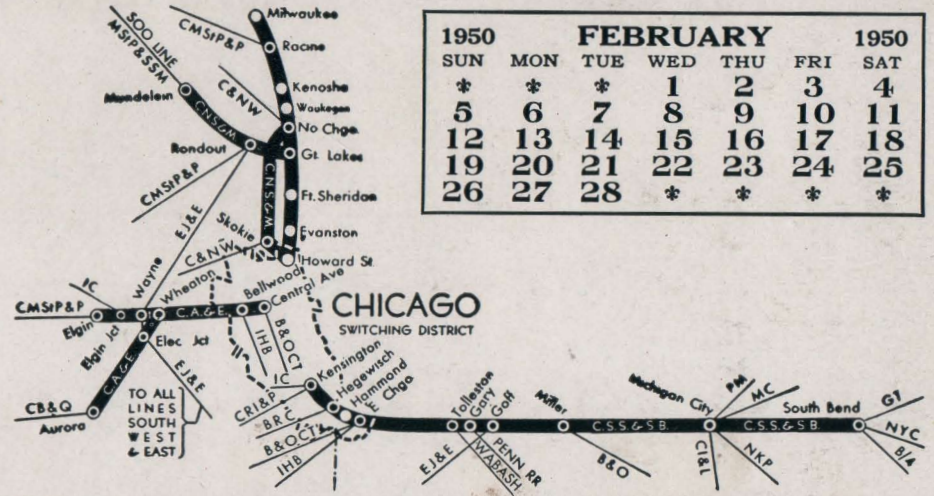 Milwaukee
CMStP&P
SOO LINE
MStP&SSM
Racine
Kenosha
C&NW
Waukegan
Mundelein
C.N.S.&M.
No Chgo.
Rondout
Gt. Lakes
CMStP&P
C.N.S.&M.
Ft. Sheridan
EJ&E
Skokie
Evanston
C&NW
Howard St.
IC
Wayne
Wheaton
Bellwood
Central Ave
CMStP&P
C.A.&E.
Elgin
Elgin Jct
Elec Jct
IHB
B&OCT
C.A.&E.
EJ&E
CB&Q
Aurora
TO ALL
LINES
SOUTH
WEST
& EAST
CHICAGO
SWITCHING DISTRICT
IC
Kensington
CRI&P
Hegewisch
BRC
Hammond
E Chgo.
B&OCT
IHB
Tolleston
Gary
Goff
Miller
Michigan City
PM
MC
South Bend
GT
C.S.S.&S.B.
C.S.S.&S.B.
NYC
EJ&E
PENN RR
WABASH
B&O
CI&L
NKP
1950 FEBRUARY 1950
SUN MON TUE WED THU FRI SAT
1 2 3 4
5 6 7 8 9 10 11
12 13 14 15 16 17 18
19 20 21 22 23 24 25
26 27 28